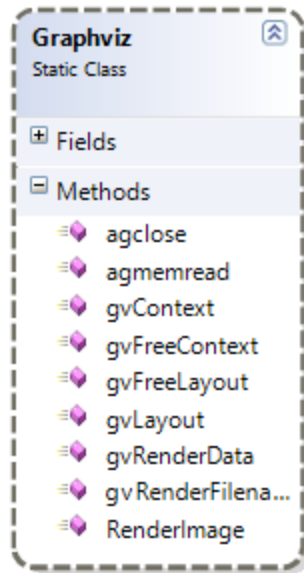 Graphviz
Static Class
Fields
Methods
agclose
agmemread
gvContext
gvFreeContext
gvFreeLayout
gvLayout
gvRenderData
gvRenderFilena...
RenderImage